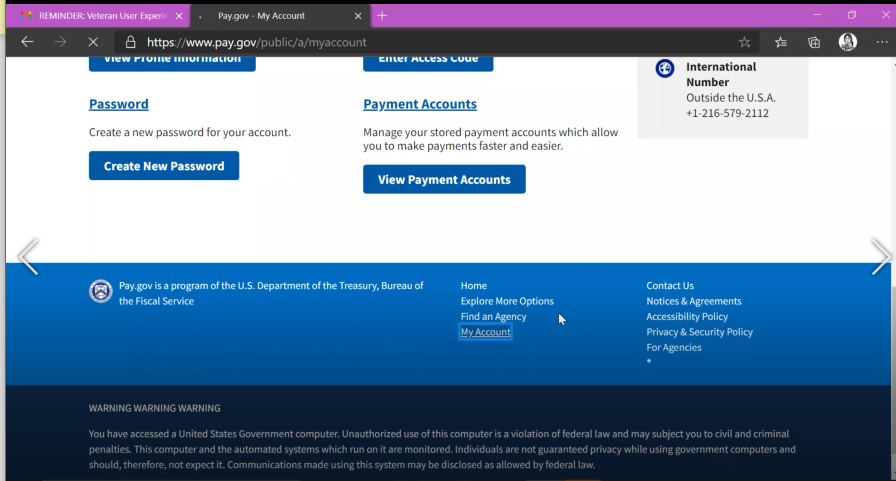 REMINDER: Veteran User Experie
Pay.gov - My Account
https://www.pay.gov/public/a/myaccount
View Profile Information
Enter Access Code
International
Number
Outside the U.S.A.
+1-216-579-2112
Password
Payment Accounts
Create a new password for your account.
Manage your stored payment accounts which allow
you to make payments faster and easier.
Create New Password
View Payment Accounts
Pay.gov is a program of the U.S. Department of the Treasury, Bureau of
the Fiscal Service
Home
Explore More Options
Find an Agency
My Account
Contact Us
Notices & Agreements
Accessibility Policy
Privacy & Security Policy
For Agencies
*
WARNING WARNING WARNING
You have accessed a United States Government computer. Unauthorized use of this computer is a violation of federal law and may subject you to civil and criminal
penalties. This computer and the automated systems which run on it are monitored. Individuals are not guaranteed privacy while using government computers and
should, therefore, not expect it. Communications made using this system may be disclosed as allowed by federal law.